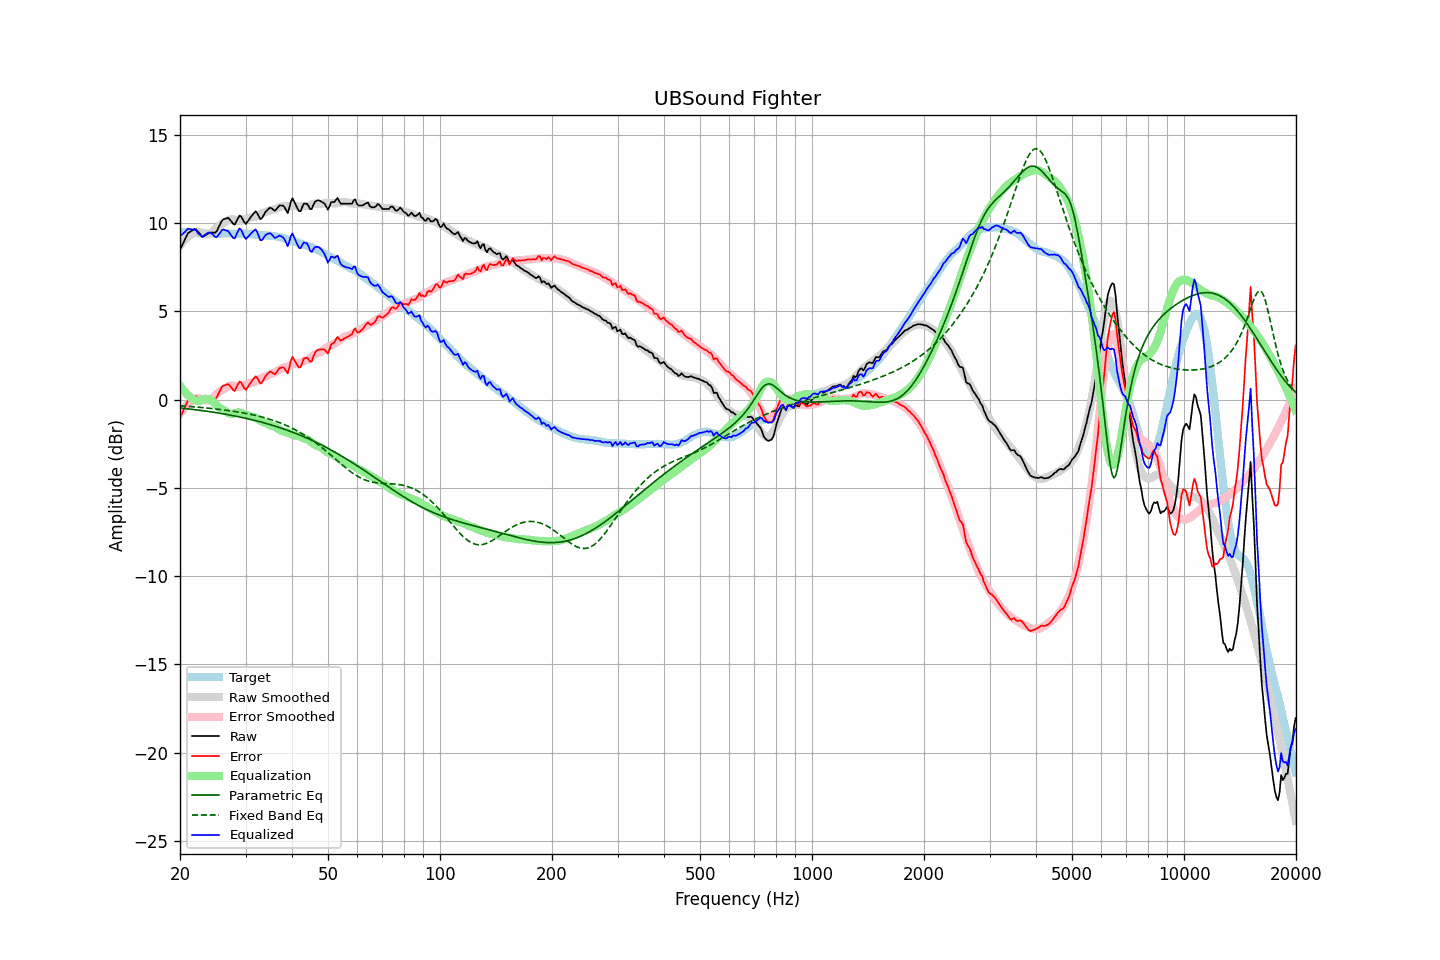 UBSound Fighter
Amplitude (dBr)
15
10
5
0
−5
−10
−15
−20
−25
Target
Raw Smoothed
Error Smoothed
Raw
Error
Equalization
Parametric Eq
Fixed Band Eq
Equalized
20 50 100 200 500 1000 2000 5000 10000 20000
Frequency (Hz)